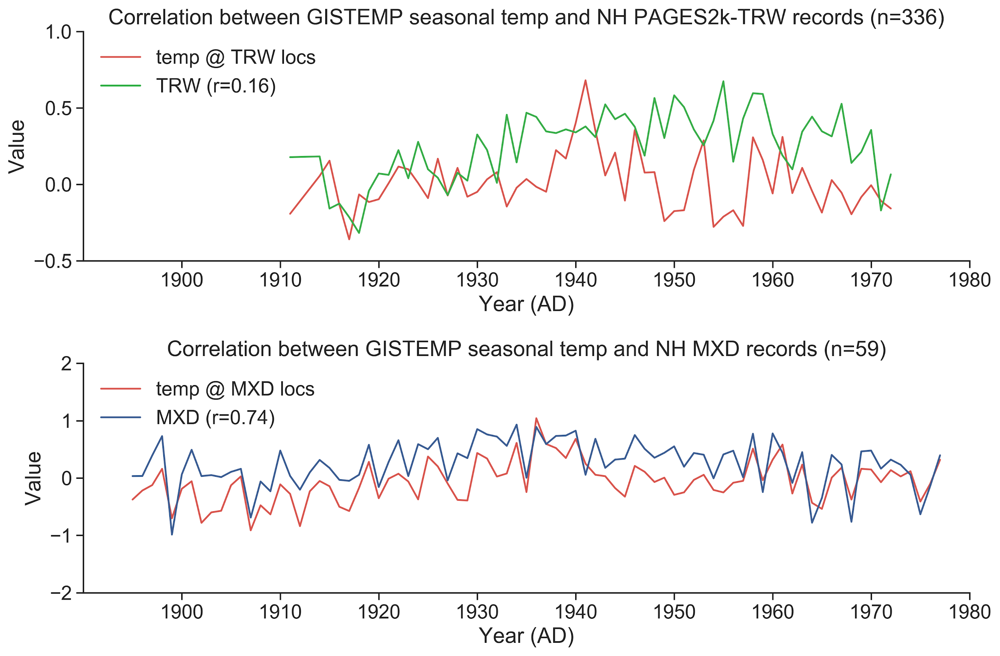 Correlation between GISTEMP seasonal temp and NH PAGES2k-TRW records (n=336)
1.0
temp @ TRW locs
TRW (r=0.16)
0.5
Value
0.0
−0.5
1900 1910 1920 1930 1940 1950 1960 1970 1980
Year (AD)
Correlation between GISTEMP seasonal temp and NH MXD records (n=59)
2
temp @ MXD locs
MXD (r=0.74)
1
Value
0
−1
−2
1900 1910 1920 1930 1940 1950 1960 1970 1980
Year (AD)